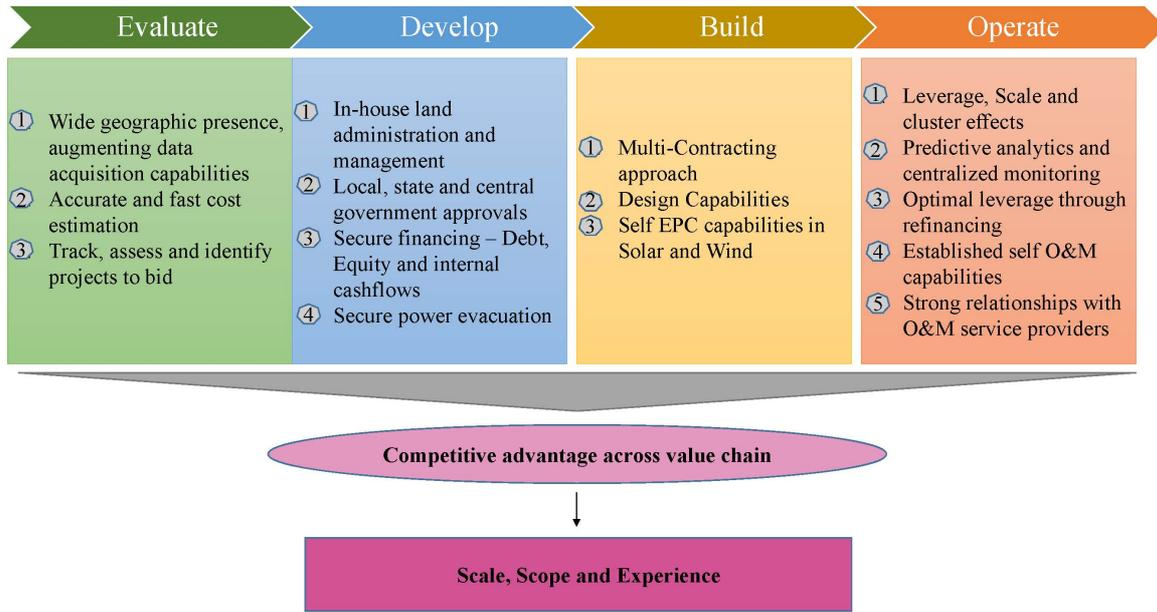 Evaluate
Develop
Build
Operate
1 Wide geographic presence,
augmenting data
acquisition capabilities
2 Accurate and fast cost
estimation
3 Track, assess and identify
projects to bid
1 In-house land
administration and
management
2 Local, state and central
government approvals
3 Secure financing – Debt,
Equity and internal
cashflows
4 Secure power evacuation
1 Multi-Contracting
approach
2 Design Capabilities
3 Self EPC capabilities in
Solar and Wind
1 Leverage, Scale and
cluster effects
2 Predictive analytics and
centralized monitoring
3 Optimal leverage through
refinancing
4 Established self O&M
capabilities
5 Strong relationships with
O&M service providers
Competitive advantage across value chain
Scale, Scope and Experience